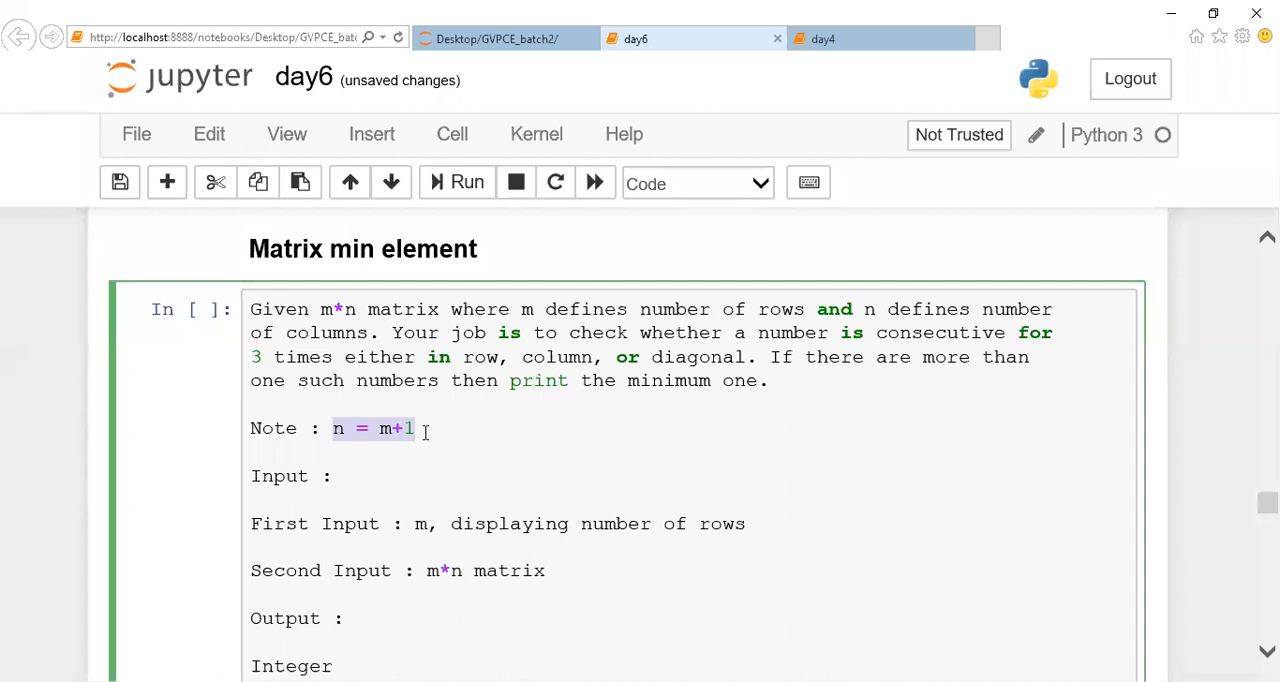 http://localhost:8888/notebooks/Desktop/GVPCE_batc
Desktop/GVPCE_batch2/
day6
day4
jupyter day6 (unsaved changes)
Logout
File Edit View Insert Cell Kernel Help
Not Trusted
Python 3
Run
Code
Matrix min element
In [ ]:
Given m*n matrix where m defines number of rows and n defines number
of columns. Your job is to check whether a number is consecutive for
3 times either in row, column, or diagonal. If there are more than
one such numbers then print the minimum one.
Note : n = m+1
Input :
First Input : m, displaying number of rows
Second Input : m*n matrix
Output :
Integer